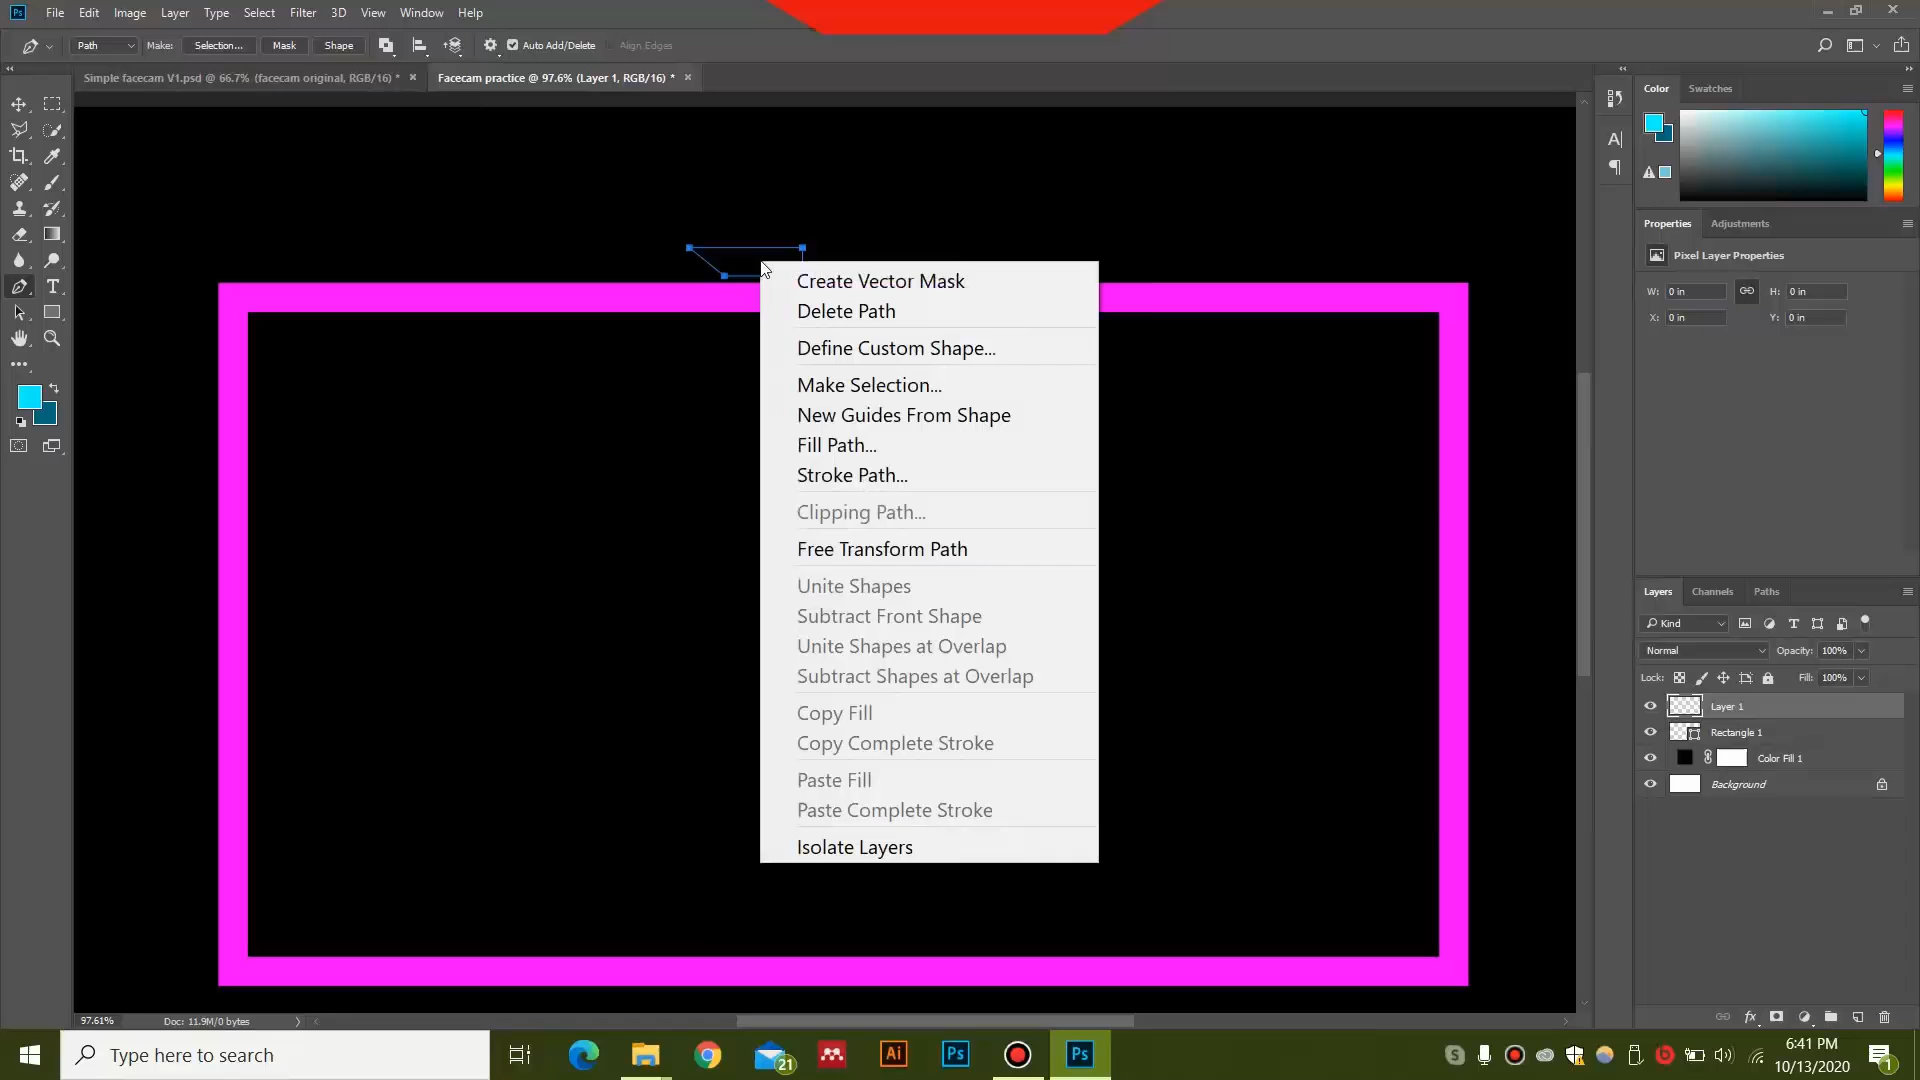 Ps File Edit Image Layer Type Select Filter 3D View Window Help
Path Make: Selection... Mask Shape Auto Add/Delete Align Edges
Simple facecam V1.psd @ 66.7% (facecam original, RGB/16) * × Facecam practice @ 97.6% (Layer 1, RGB/16) * ×
Color Swatches
Properties Adjustments
Pixel Layer Properties
W: 0 in H: 0 in
X: 0 in Y: 0 in
Create Vector Mask
Delete Path
Define Custom Shape...
Make Selection...
New Guides From Shape
Fill Path...
Stroke Path...
Clipping Path...
Free Transform Path
Unite Shapes
Subtract Front Shape
Unite Shapes at Overlap
Subtract Shapes at Overlap
Copy Fill
Copy Complete Stroke
Paste Fill
Paste Complete Stroke
Isolate Layers
Layers Channels Paths
Kind
Normal Opacity: 100%
Lock: Fill: 100%
Layer 1
Rectangle 1
Color Fill 1
Background
fx
97.61% Doc: 11.9M/0 bytes
Type here to search
21
Ai Ps Ps
6:41 PM
10/13/2020
1